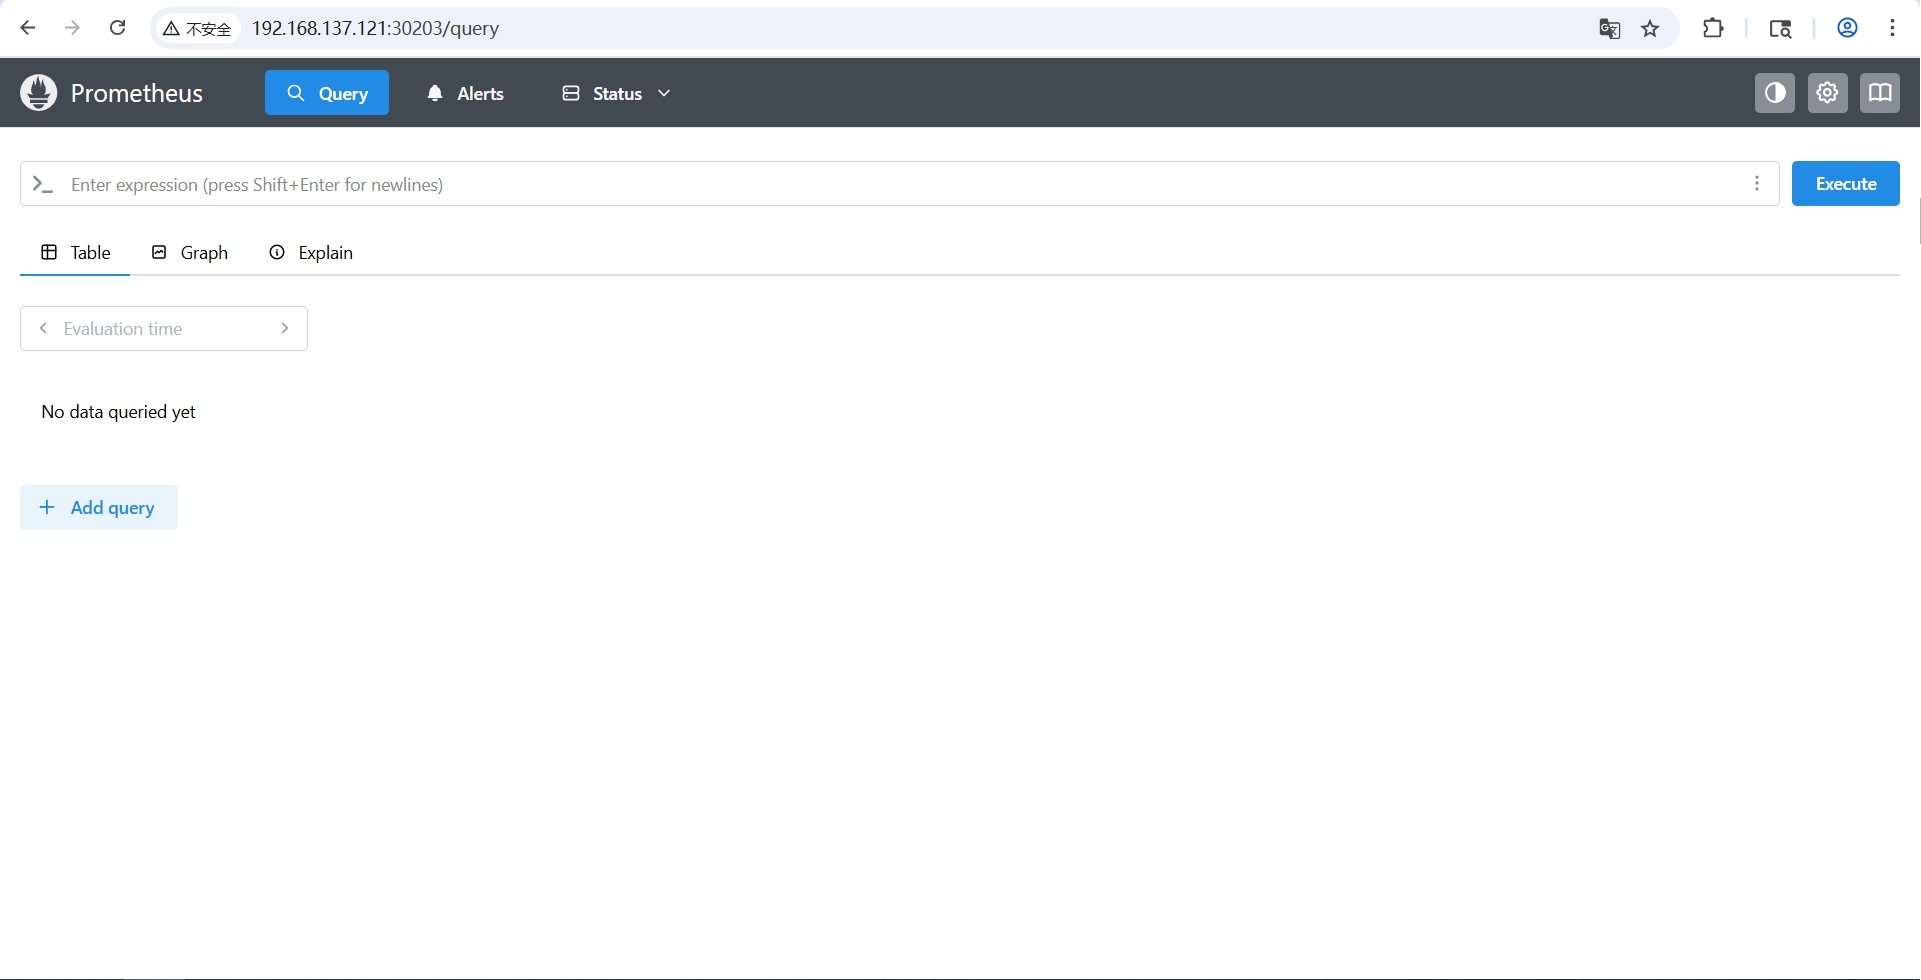 不安全 192.168.137.121:30203/query
Prometheus Query Alerts Status
Enter expression (press Shift+Enter for newlines) Execute
Table Graph Explain
Evaluation time
No data queried yet
Add query